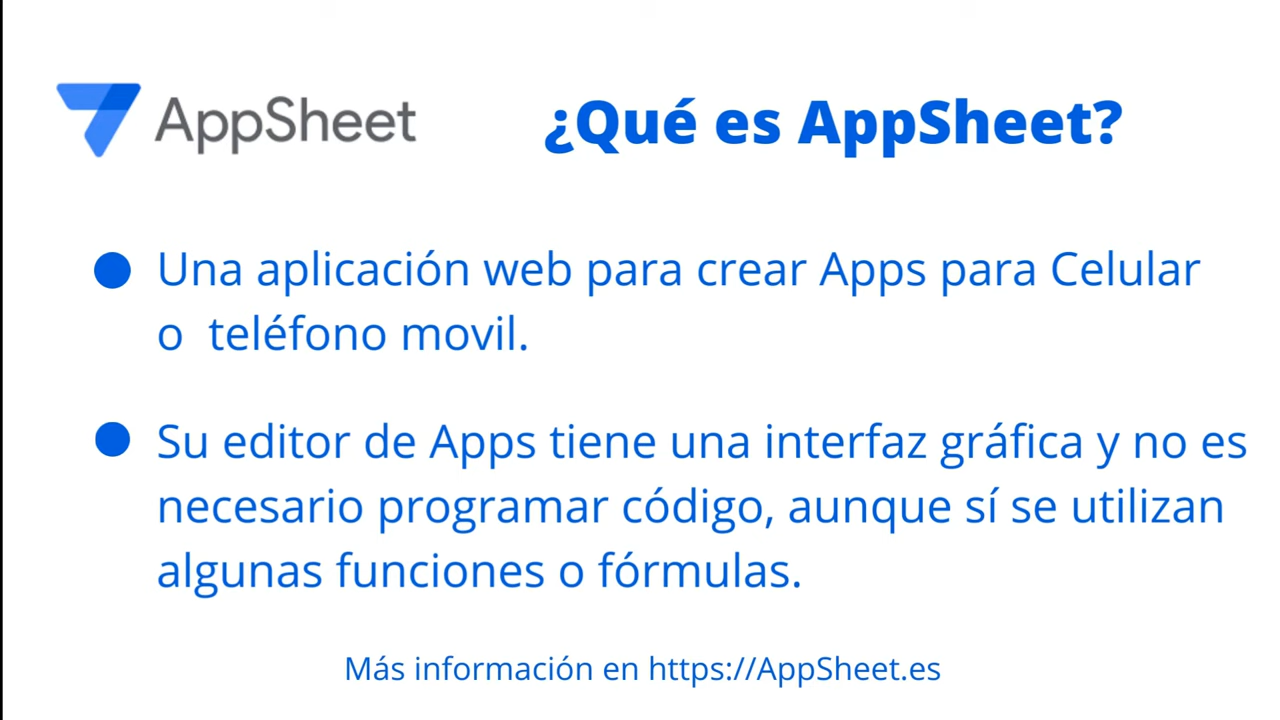 AppSheet
¿Qué es AppSheet?
Una aplicación web para crear Apps para Celular
o teléfono movil.
Su editor de Apps tiene una interfaz gráfica y no es
necesario programar código, aunque sí se utilizan
algunas funciones o fórmulas.
Más información en https://AppSheet.es